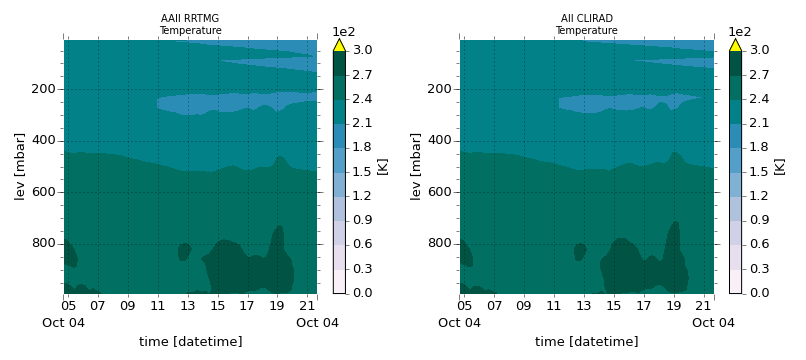 AAII RRTMG
Temperature
1e2
3.0
2.7
2.4
2.1
1.8
1.5
1.2
0.9
0.6
0.3
0.0
[K]
200
400
600
800
lev [mbar]
05 07 09 11 13 15 17 19 21
Oct 04 Oct 04
time [datetime]
AII CLIRAD
Temperature
1e2
3.0
2.7
2.4
2.1
1.8
1.5
1.2
0.9
0.6
0.3
0.0
[K]
200
400
600
800
lev [mbar]
05 07 09 11 13 15 17 19 21
Oct 04 Oct 04
time [datetime]